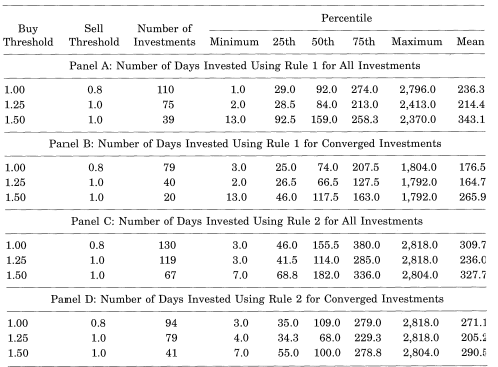 Percentile
Buy Threshold Sell Threshold Number of Investments Minimum 25th 50th 75th Maximum Mean
Panel A: Number of Days Invested Using Rule 1 for All Investments
1.00 0.8 110 1.0 29.0 92.0 274.0 2,796.0 236.3
1.25 1.0 75 2.0 28.5 84.0 213.0 2,413.0 214.4
1.50 1.0 39 13.0 92.5 159.0 258.3 2,370.0 343.1
Panel B: Number of Days Invested Using Rule 1 for Converged Investments
1.00 0.8 79 3.0 25.0 74.0 207.5 1,804.0 176.5
1.25 1.0 40 2.0 26.5 66.5 127.5 1,792.0 164.7
1.50 1.0 20 13.0 46.0 117.5 163.0 1,792.0 265.9
Panel C: Number of Days Invested Using Rule 2 for All Investments
1.00 0.8 130 3.0 46.0 155.5 380.0 2,818.0 309.7
1.25 1.0 119 3.0 41.5 114.0 285.0 2,818.0 236.0
1.50 1.0 67 7.0 68.8 182.0 336.0 2,804.0 327.7
Panel D: Number of Days Invested Using Rule 2 for Converged Investments
1.00 0.8 94 3.0 35.0 109.0 279.0 2,818.0 271.1
1.25 1.0 79 4.0 34.3 68.0 229.3 2,818.0 205.2
1.50 1.0 41 7.0 55.0 100.0 278.8 2,804.0 290.5